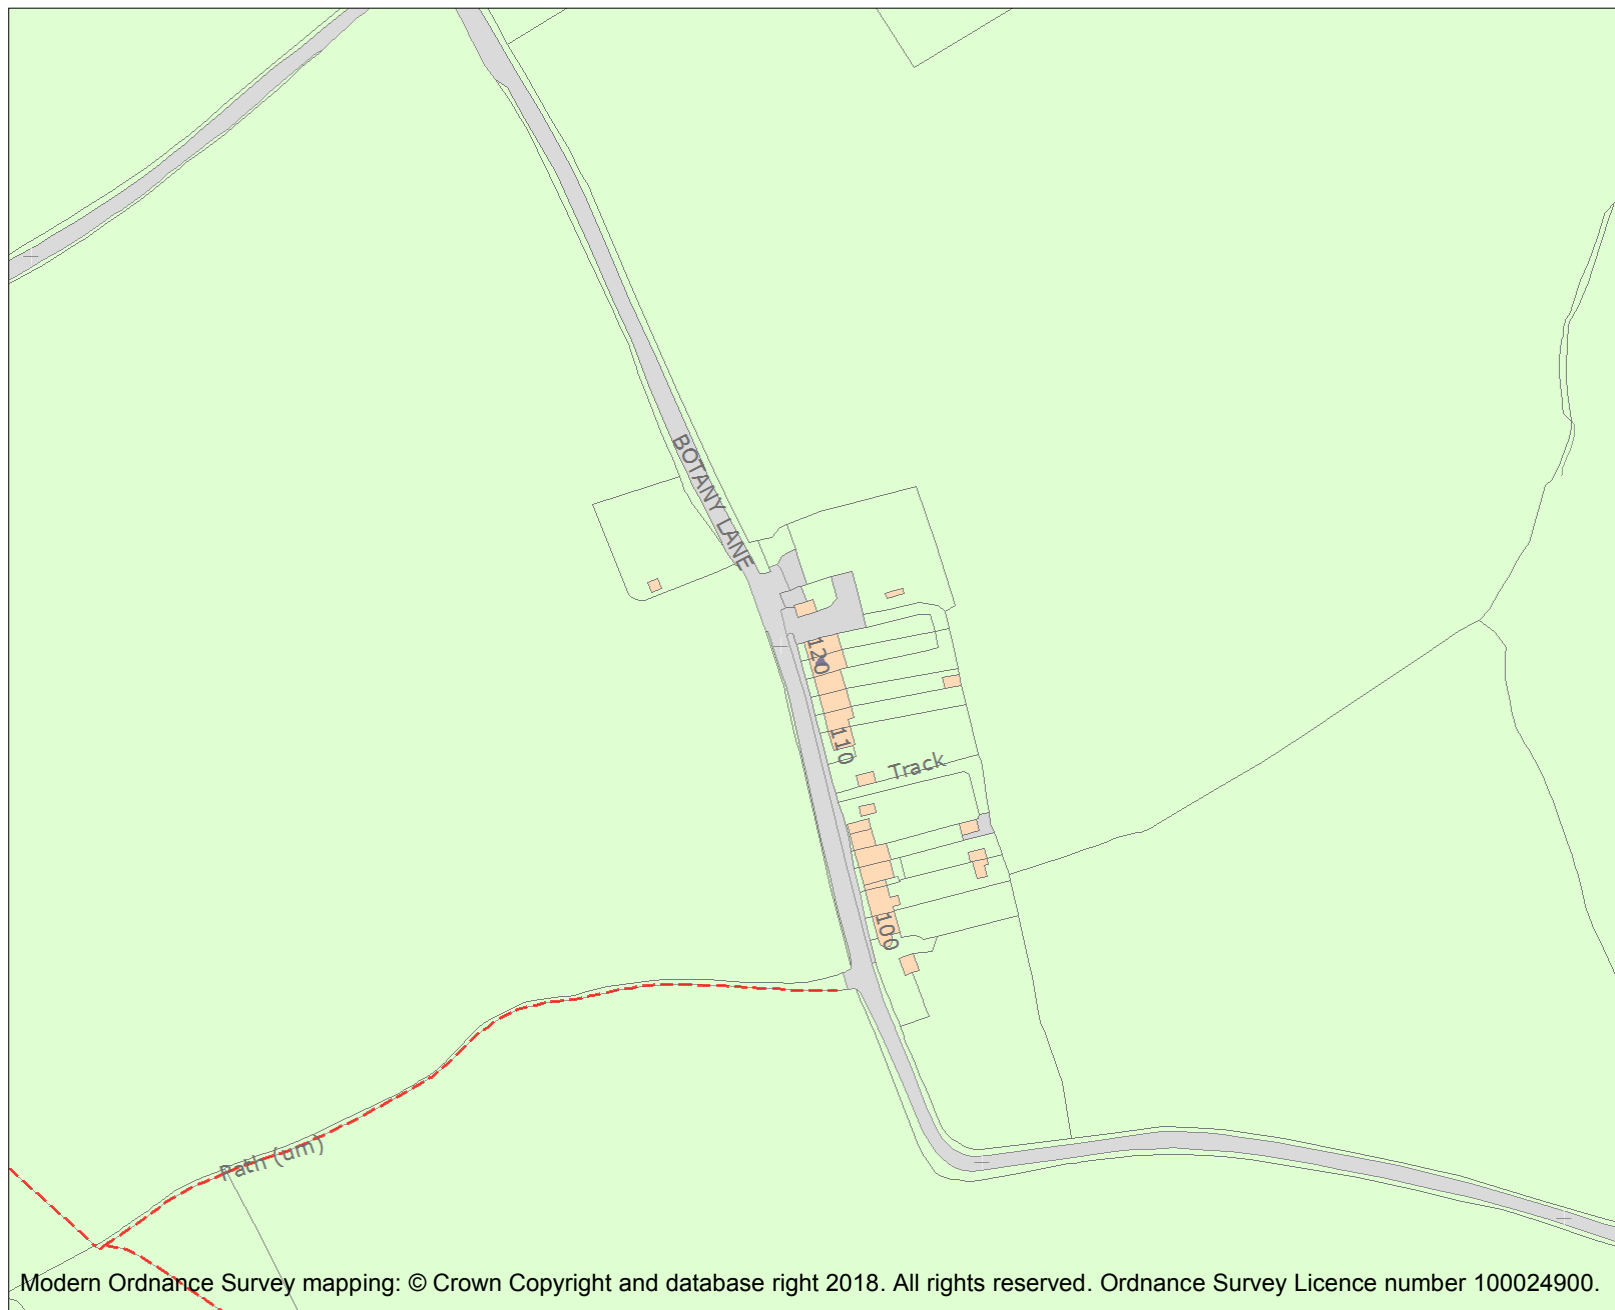 BOTANY LANE
120
110
Track
100
Path (um)
Modern Ordnance Survey mapping: © Crown Copyright and database right 2018. All rights reserved. Ordnance Survey Licence number 100024900.